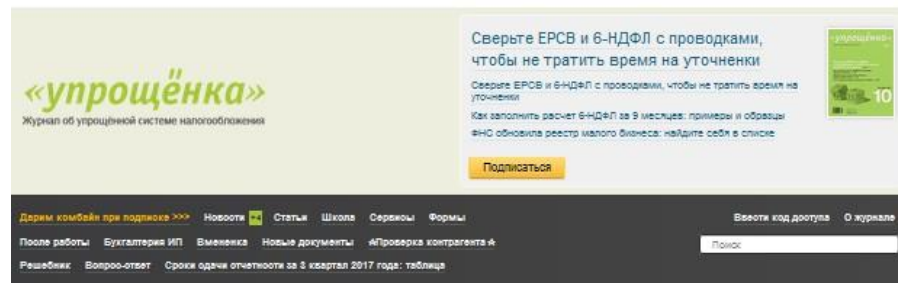 «упрощёнка»
Журнал об упрощённой системе налогообложения
Сверьте ЕРСВ и 6-НДФЛ с проводками,
чтобы не тратить время на уточненки
Сверьте ЕРСВ и 6-НДФЛ с проводками, чтобы не тратить время на
уточненки
Как заполнить расчет 6-НДФЛ за 9 месяцев: примеры и образцы
ФНС обновила реестр малого бизнеса: найдите себя в списке
Подписаться
«упрощёнка»
10
Дарим комбайн при подписке >>> Новости +4 Статьи Школа Сервисы Формы
Ввести код доступа О журнале
После работы Бухгалтерия ИП Вмененка Новые документы ☆Проверка контрагента☆
Поиск
Решебник Вопрос-ответ Сроки сдачи отчетности за 3 квартал 2017 года: таблица